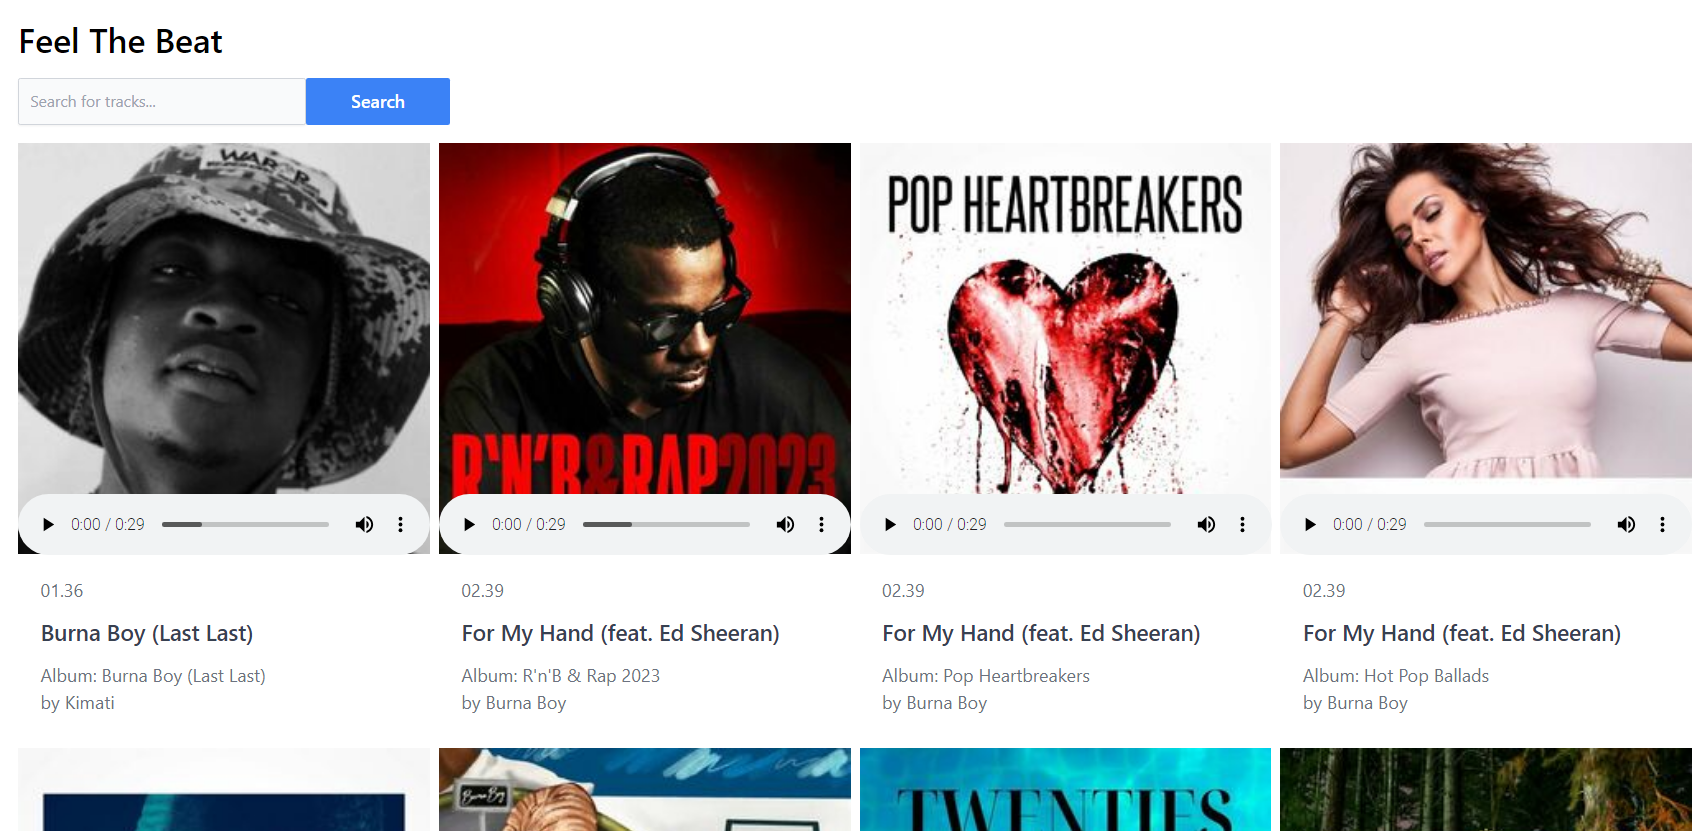 Feel The Beat
Search for tracks...
Search
WAR
POP HEARTBREAKERS
R'N'B&RAP2023
0:00 / 0:29
0:00 / 0:29
0:00 / 0:29
0:00 / 0:29
01.36
02.39
02.39
02.39
Burna Boy (Last Last)
For My Hand (feat. Ed Sheeran)
For My Hand (feat. Ed Sheeran)
For My Hand (feat. Ed Sheeran)
Album: Burna Boy (Last Last)
by Kimati
Album: R'n'B & Rap 2023
by Burna Boy
Album: Pop Heartbreakers
by Burna Boy
Album: Hot Pop Ballads
by Burna Boy
Burna Boy
TWENTIES